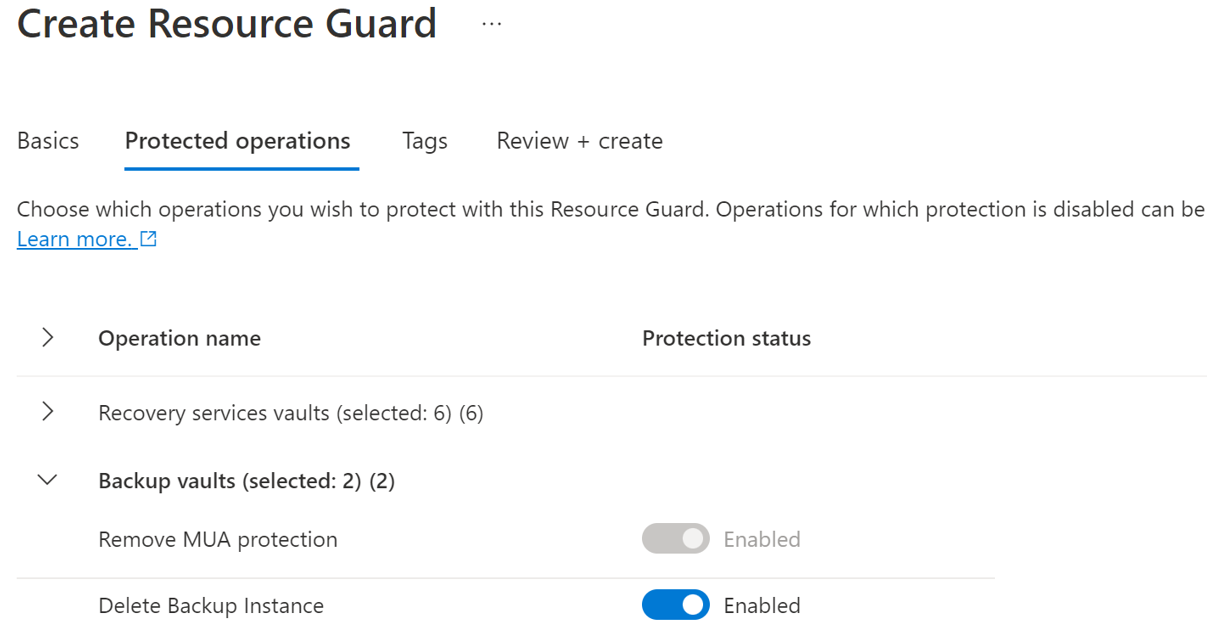 Create Resource Guard ...
Basics Protected operations Tags Review + create
Choose which operations you wish to protect with this Resource Guard. Operations for which protection is disabled can be
Learn more.
Operation name Protection status
Recovery services vaults (selected: 6) (6)
Backup vaults (selected: 2) (2)
Remove MUA protection Enabled
Delete Backup Instance Enabled